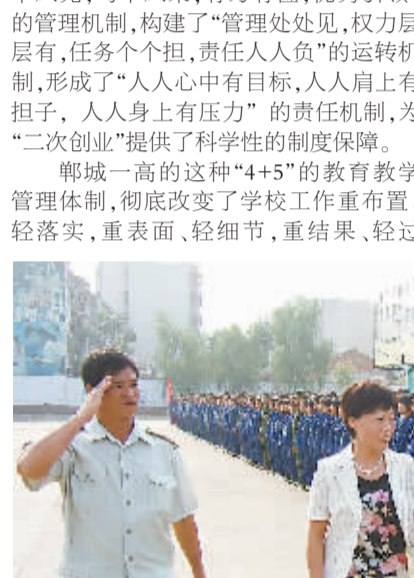 的管理机制,构建了“管理处处见,权力层
层有,任务个个担,责任人人负”的运转机
制,形成了“人人心中有目标,人人肩上有
担子，人人身上有压力”的责任机制,为
“二次创业”提供了科学性的制度保障。
郸城一高的这种“4+5”的教育教学
管理体制,彻底改变了学校工作重布置、
轻落实,重表面、轻细节,重结果、轻过